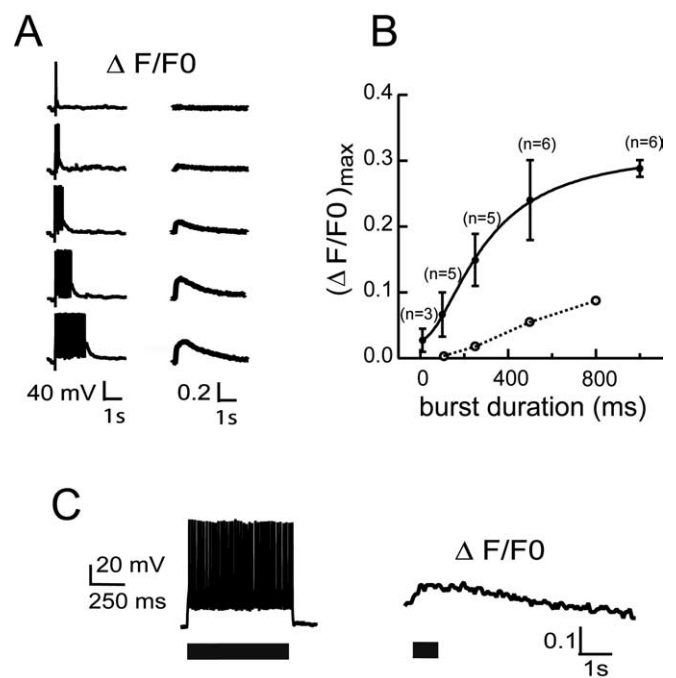 A
Δ F/F0
40 mV
1s
0.2
1s
B
0.4
0.3
0.2
0.1
0.0
(Δ F/F0)max
(n=3)
(n=5)
(n=5)
(n=6)
(n=6)
0
400
800
burst duration (ms)
C
20 mV
250 ms
Δ F/F0
0.1
1s